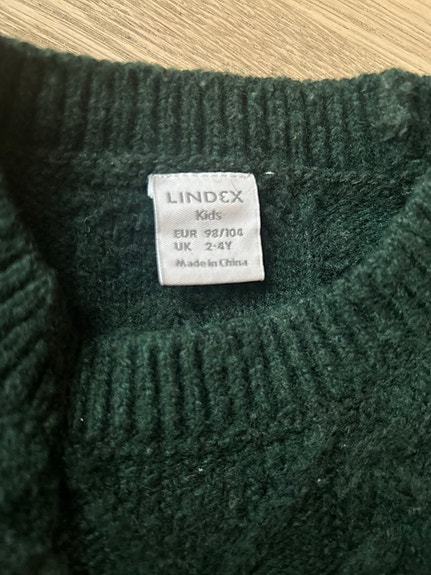 LINDEX
Kids
EUR 98/104
UK 2-4Y
Made in China